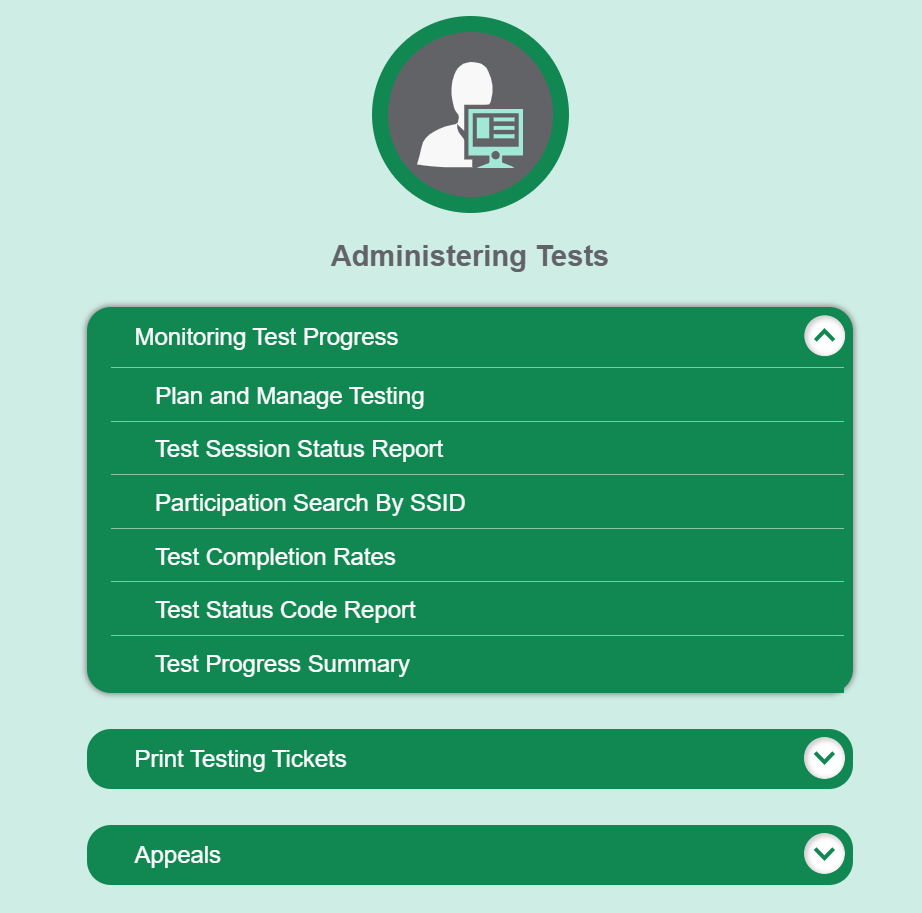 Administering Tests
Monitoring Test Progress
Plan and Manage Testing
Test Session Status Report
Participation Search By SSID
Test Completion Rates
Test Status Code Report
Test Progress Summary
Print Testing Tickets
Appeals